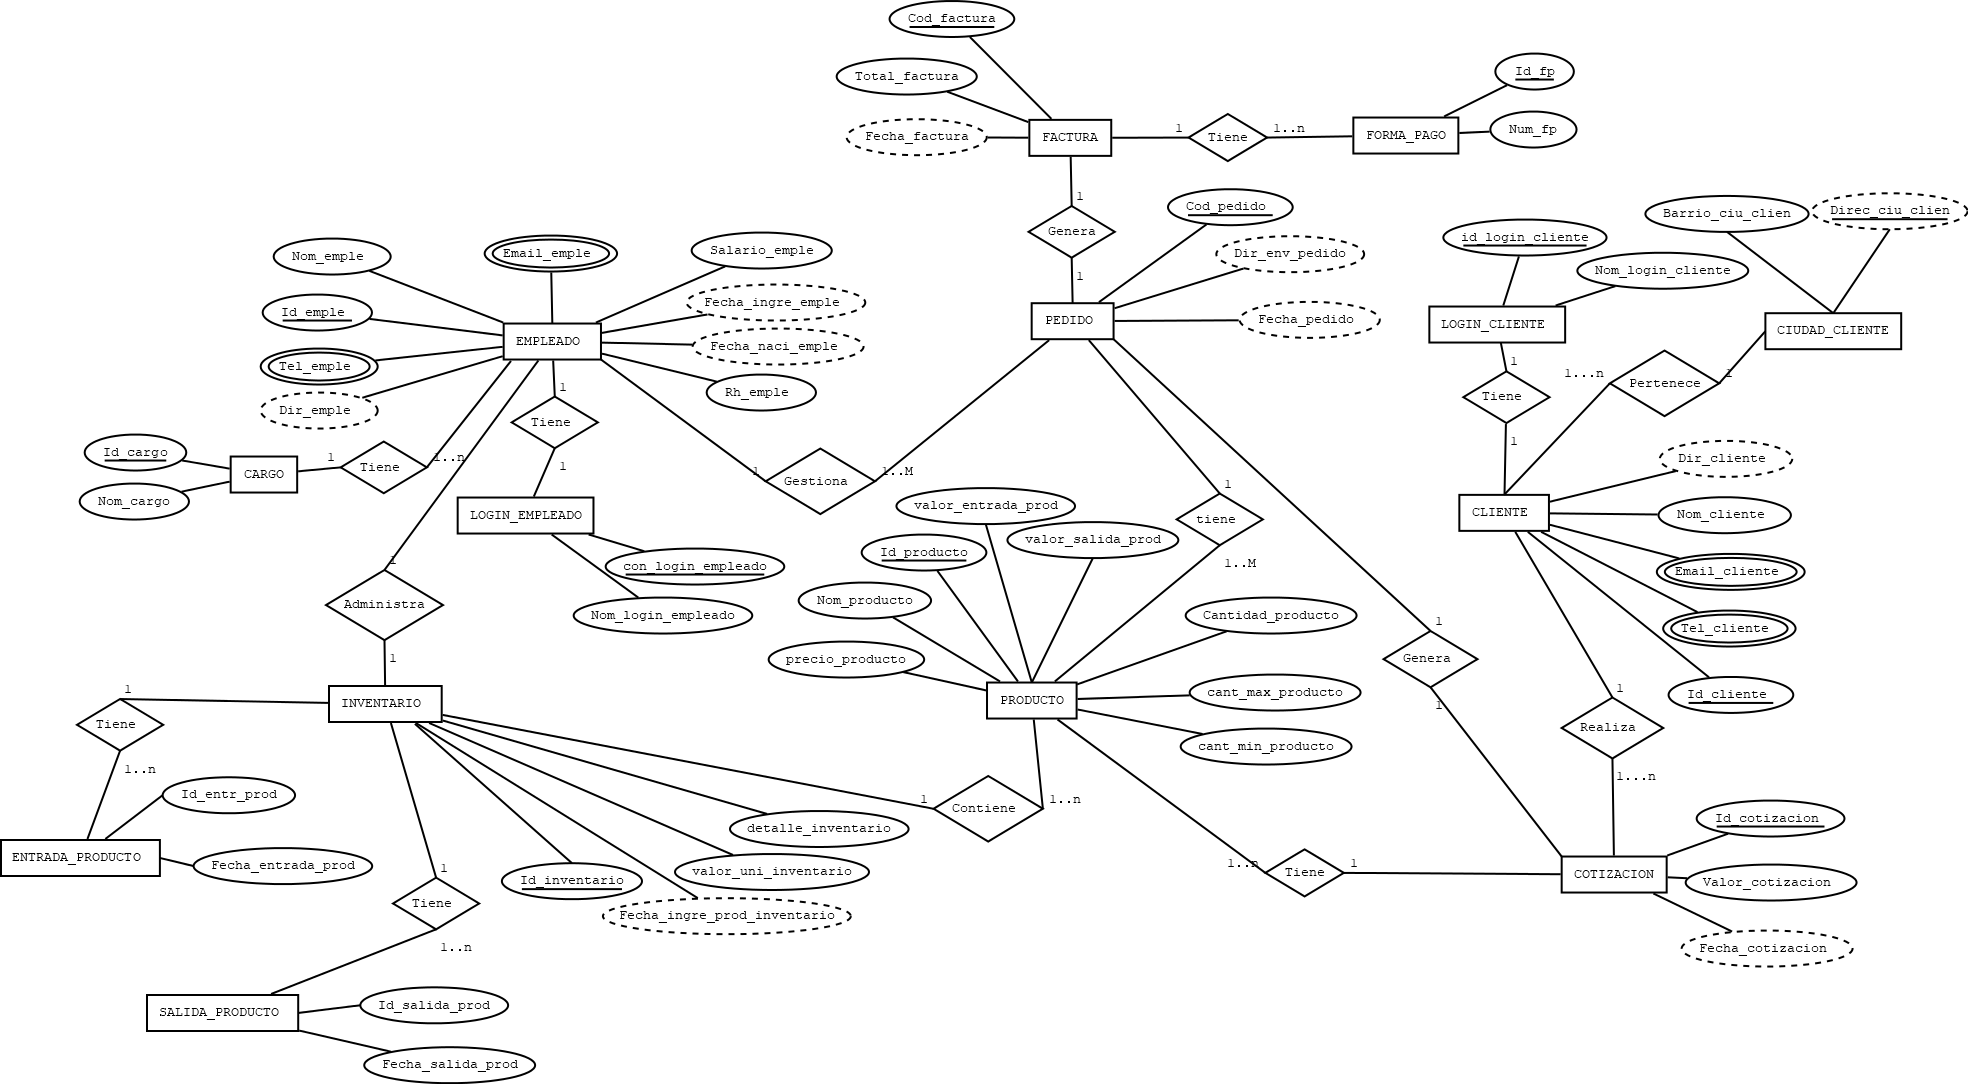 Cod_factura
Total_factura
Fecha_factura
FACTURA
1
Tiene
1..n
FORMA_PAGO
Id_fp
Num_fp
1
Genera
1
Cod_pedido
Dir_env_pedido
Fecha_pedido
PEDIDO
id_login_cliente
Nom_login_cliente
LOGIN_CLIENTE
Barrio_ciu_clien
Direc_ciu_clien
CIUDAD_CLIENTE
1
Tiene
1
1...n
Pertenece
1
Nom_emple
Email_emple
Salario_emple
Id_emple
Fecha_ingre_emple
EMPLEADO
Fecha_naci_emple
Tel_emple
Rh_emple
Dir_emple
1
Tiene
1
Id_cargo
Nom_cargo
CARGO
1
Tiene
1..n
LOGIN_EMPLEADO
con_login_empleado
Nom_login_empleado
1
Gestiona
1..M
1
tiene
1..M
Dir_cliente
Nom_cliente
CLIENTE
Email_cliente
Tel_cliente
Id_cliente
1
Administra
1
valor_entrada_prod
valor_salida_prod
Id_producto
Nom_producto
precio_producto
Cantidad_producto
cant_max_producto
cant_min_producto
PRODUCTO
1
Genera
1
1
Realiza
1...n
INVENTARIO
1
Tiene
1..n
Id_entr_prod
ENTRADA_PRODUCTO
Fecha_entrada_prod
1
Contiene
1..n
detalle_inventario
valor_uni_inventario
Id_inventario
Fecha_ingre_prod_inventario
1..n
Tiene
1
COTIZACION
Id_cotizacion
Valor_cotizacion
Fecha_cotizacion
1
Tiene
1..n
SALIDA_PRODUCTO
Id_salida_prod
Fecha_salida_prod